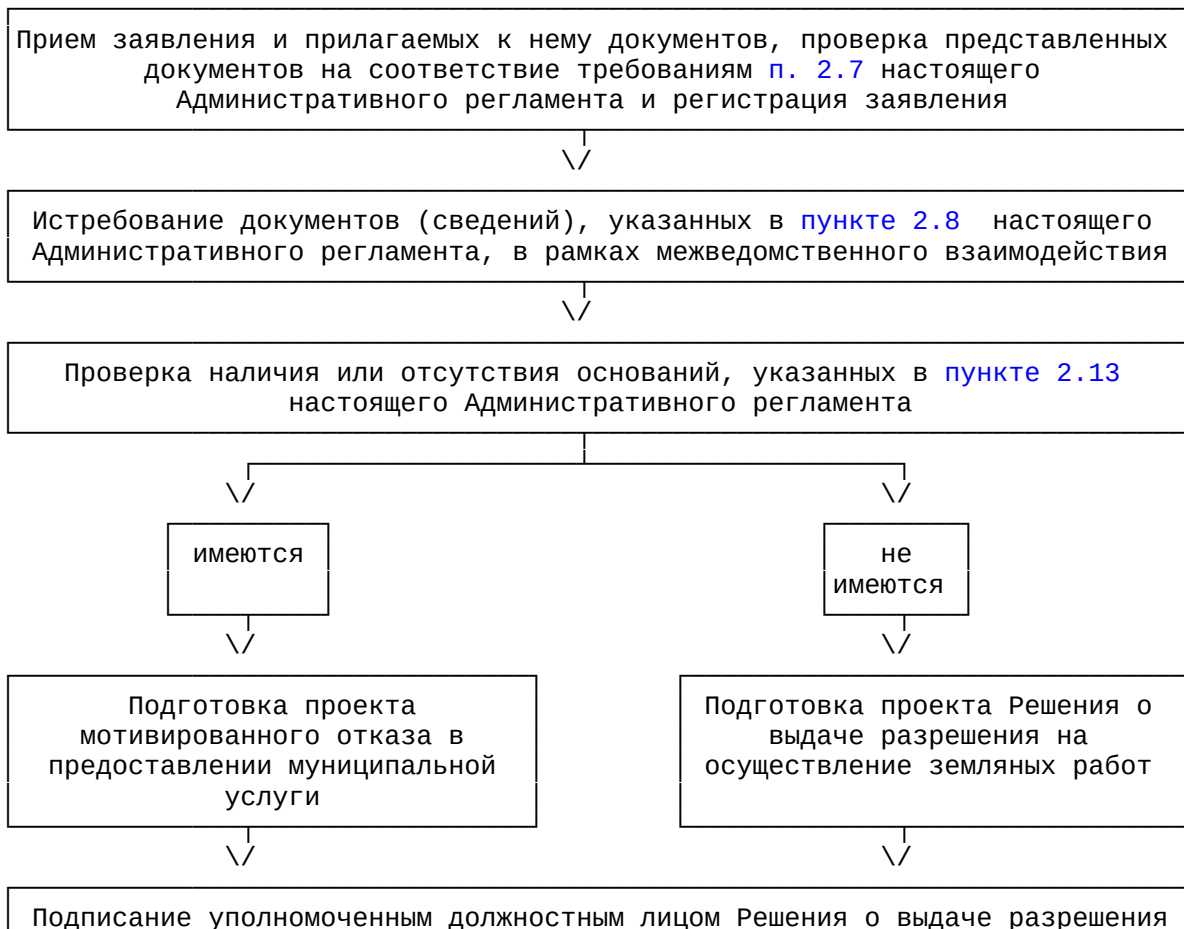 Прием заявления и прилагаемых к нему документов, проверка представленных
документов на соответствие требованиям п. 2.7 настоящего
Административного регламента и регистрация заявления
Истребование документов (сведений), указанных в пункте 2.8 настоящего
Административного регламента, в рамках межведомственного взаимодействия
Проверка наличия или отсутствия оснований, указанных в пункте 2.13
настоящего Административного регламента
имеются
не
имеются
Подготовка проекта
мотивированного отказа в
предоставлении муниципальной
услуги
Подготовка проекта Решения о
выдаче разрешения на
осуществление земляных работ
Подписание уполномоченным должностным лицом Решения о выдаче разрешения